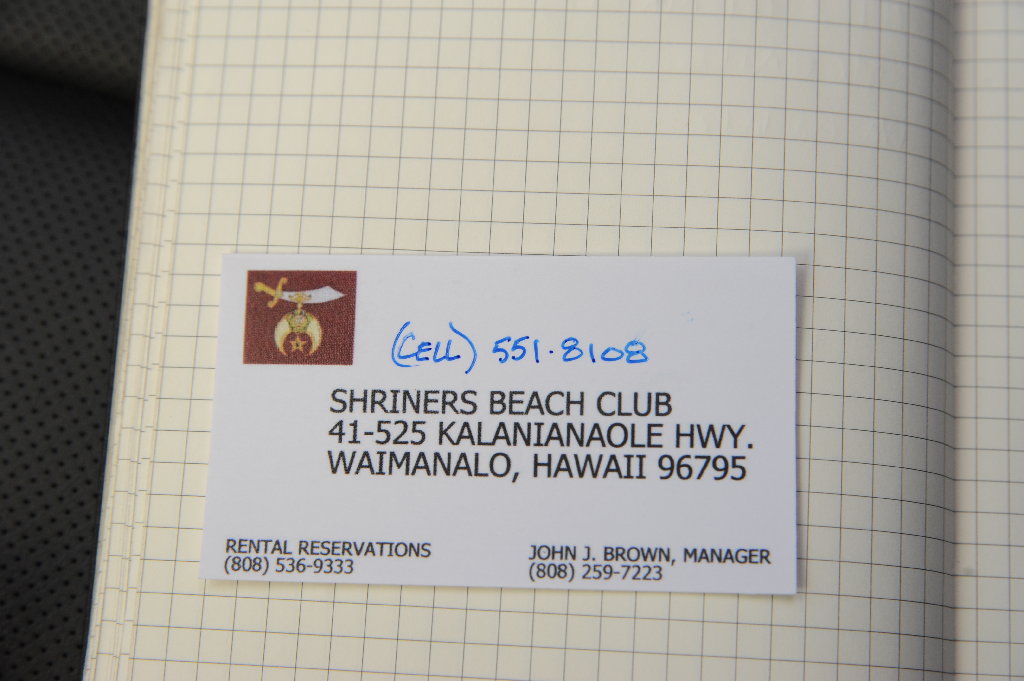 (CELL) 551·8108
SHRINERS BEACH CLUB
41-525 KALANIANAOLE HWY.
WAIMANALO, HAWAII 96795
RENTAL RESERVATIONS
(808) 536-9333
JOHN J. BROWN, MANAGER
(808) 259-7223